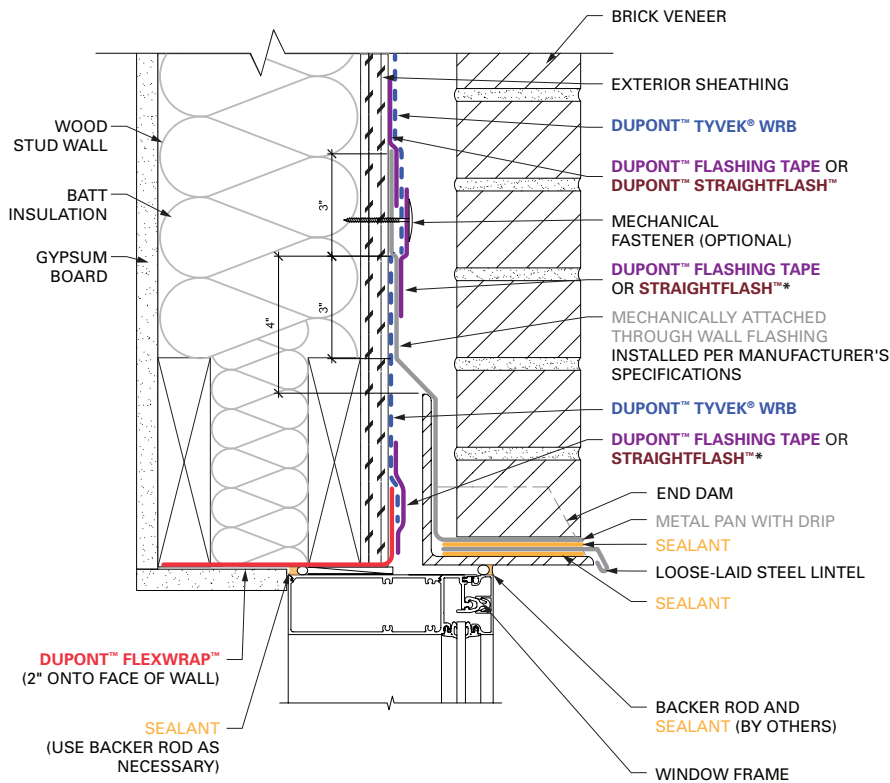 BRICK VENEER
EXTERIOR SHEATHING
DUPONT™ TYVEK® WRB
DUPONT™ FLASHING TAPE OR
DUPONT™ STRAIGHTFLASH™
MECHANICAL
FASTENER (OPTIONAL)
DUPONT™ FLASHING TAPE
OR STRAIGHTFLASH™*
MECHANICALLY ATTACHED
THROUGH WALL FLASHING
INSTALLED PER MANUFACTURER'S
SPECIFICATIONS
DUPONT™ TYVEK® WRB
DUPONT™ FLASHING TAPE OR
STRAIGHTFLASH™*
END DAM
METAL PAN WITH DRIP
SEALANT
LOOSE-LAID STEEL LINTEL
SEALANT
BACKER ROD AND
SEALANT (BY OTHERS)
WINDOW FRAME
WOOD
STUD WALL
BATT
INSULATION
GYPSUM
BOARD
3"
3"
4"
DUPONT™ FLEXWRAP™
(2" ONTO FACE OF WALL)
SEALANT
(USE BACKER ROD AS
NECESSARY)